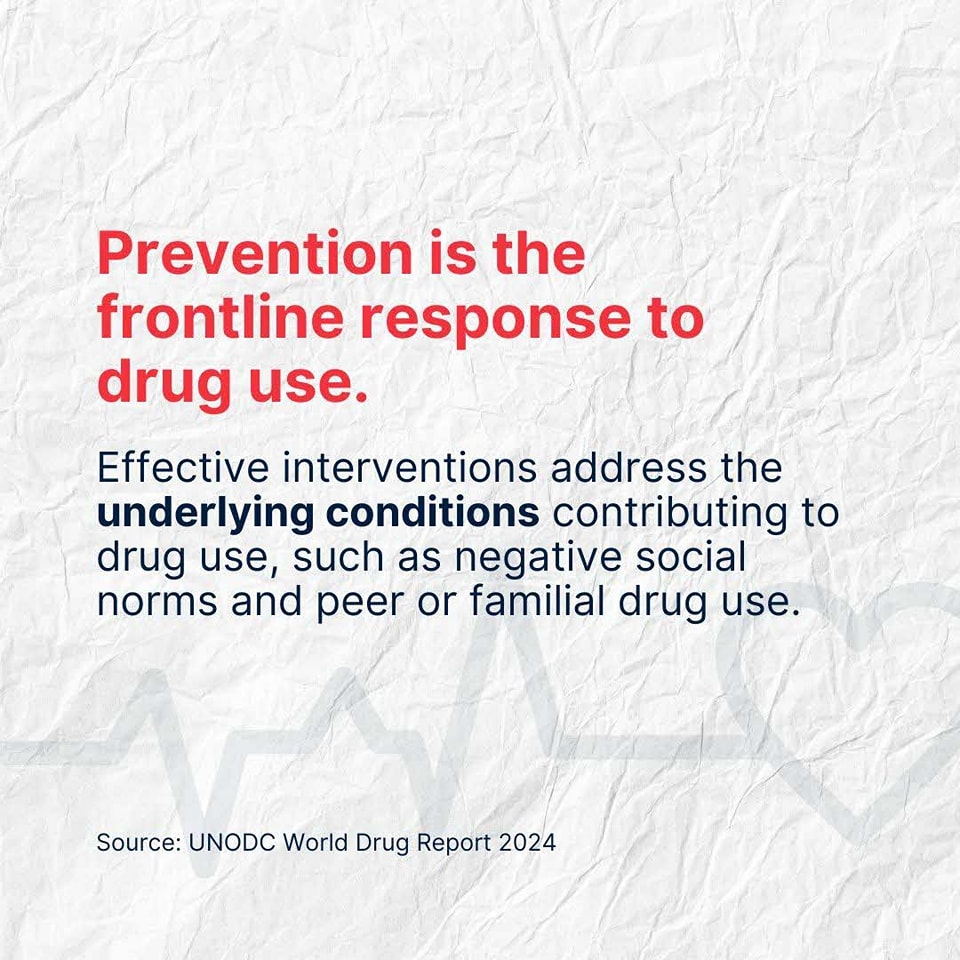 Prevention is the
frontline response to
drug use.
Effective interventions address the
underlying conditions contributing to
drug use, such as negative social
norms and peer or familial drug use.
Source: UNODC World Drug Report 2024